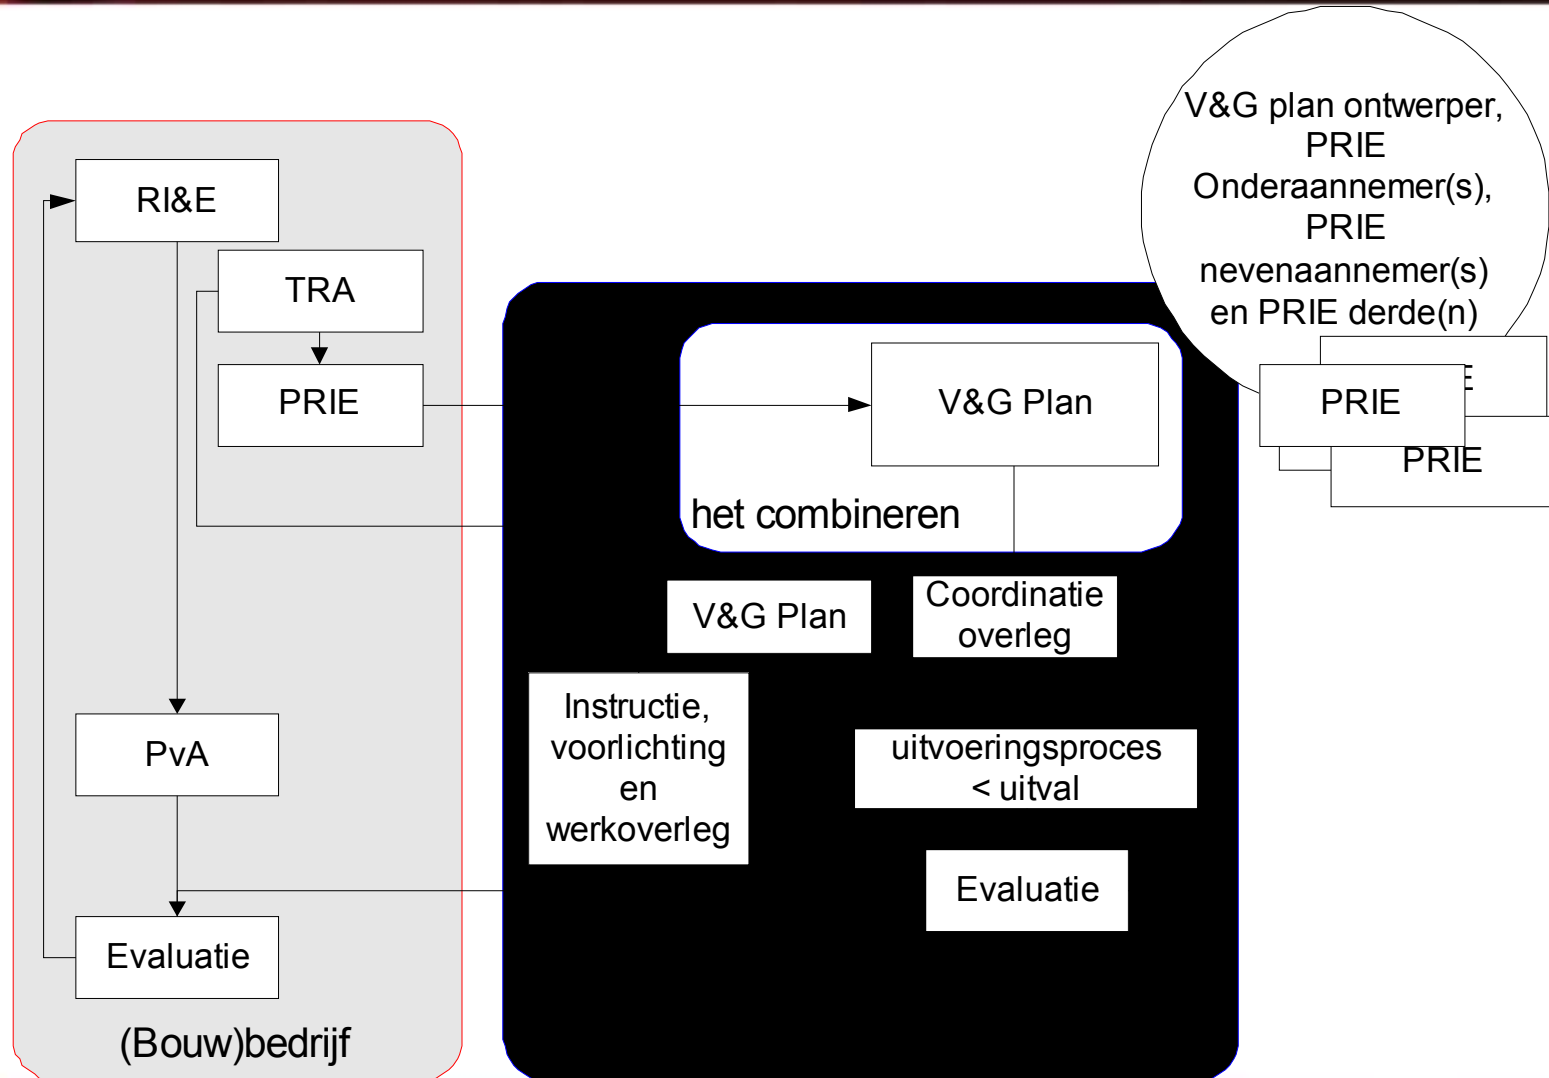 V&G plan ontwerper,
PRIE
Onderaannemer(s),
PRIE
nevenaannemer(s)
en PRIE derde(n)
RI&E
TRA
PRIE
PvA
Evaluatie
(Bouw)bedrijf
V&G Plan
het combineren
V&G Plan
Coordinatie
overleg
Instructie,
voorlichting
en
werkoverleg
uitvoeringsproces
< uitval
Evaluatie
E
PRIE
PRIE